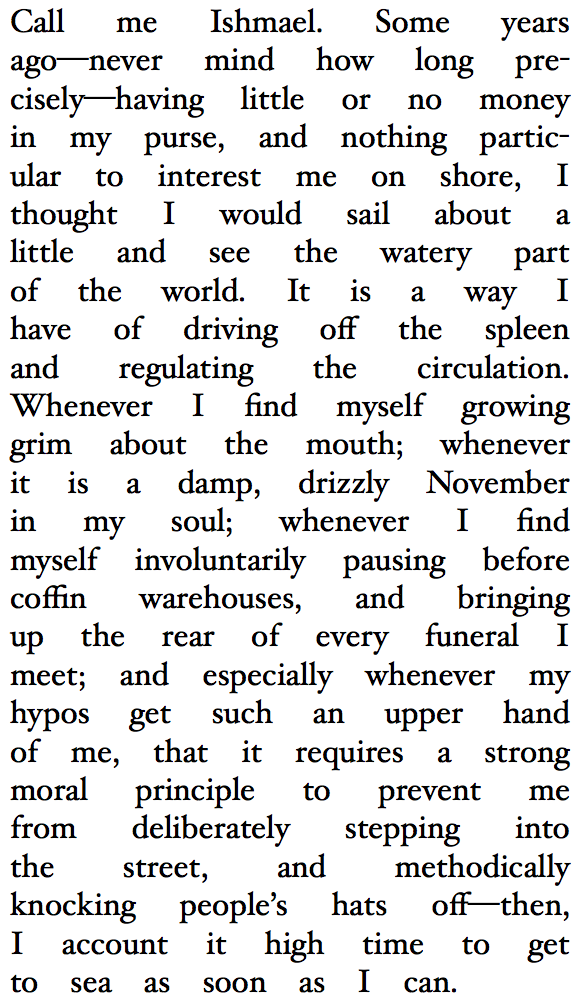 Call me Ishmael. Some years
ago—never mind how long pre-
cisely—having little or no money
in my purse, and nothing partic-
ular to interest me on shore, I
thought I would sail about a
little and see the watery part
of the world. It is a way I
have of driving off the spleen
and regulating the circulation.
Whenever I find myself growing
grim about the mouth; whenever
it is a damp, drizzly November
in my soul; whenever I find
myself involuntarily pausing before
coffin warehouses, and bringing
up the rear of every funeral I
meet; and especially whenever my
hypos get such an upper hand
of me, that it requires a strong
moral principle to prevent me
from deliberately stepping into
the street, and methodically
knocking people’s hats off—then,
I account it high time to get
to sea as soon as I can.